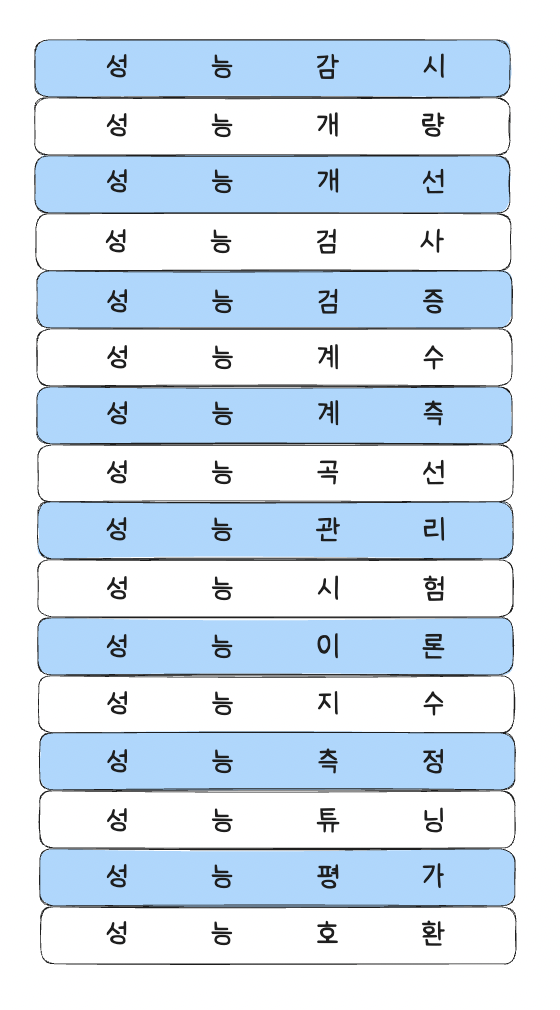 성 능 감 시
성 능 개 량
성 능 개 선
성 능 검 사
성 능 검 증
성 능 계 수
성 능 계 측
성 능 곡 선
성 능 관 리
성 능 시 험
성 능 이 론
성 능 지 수
성 능 측 정
성 능 튜 닝
성 능 평 가
성 능 호 환